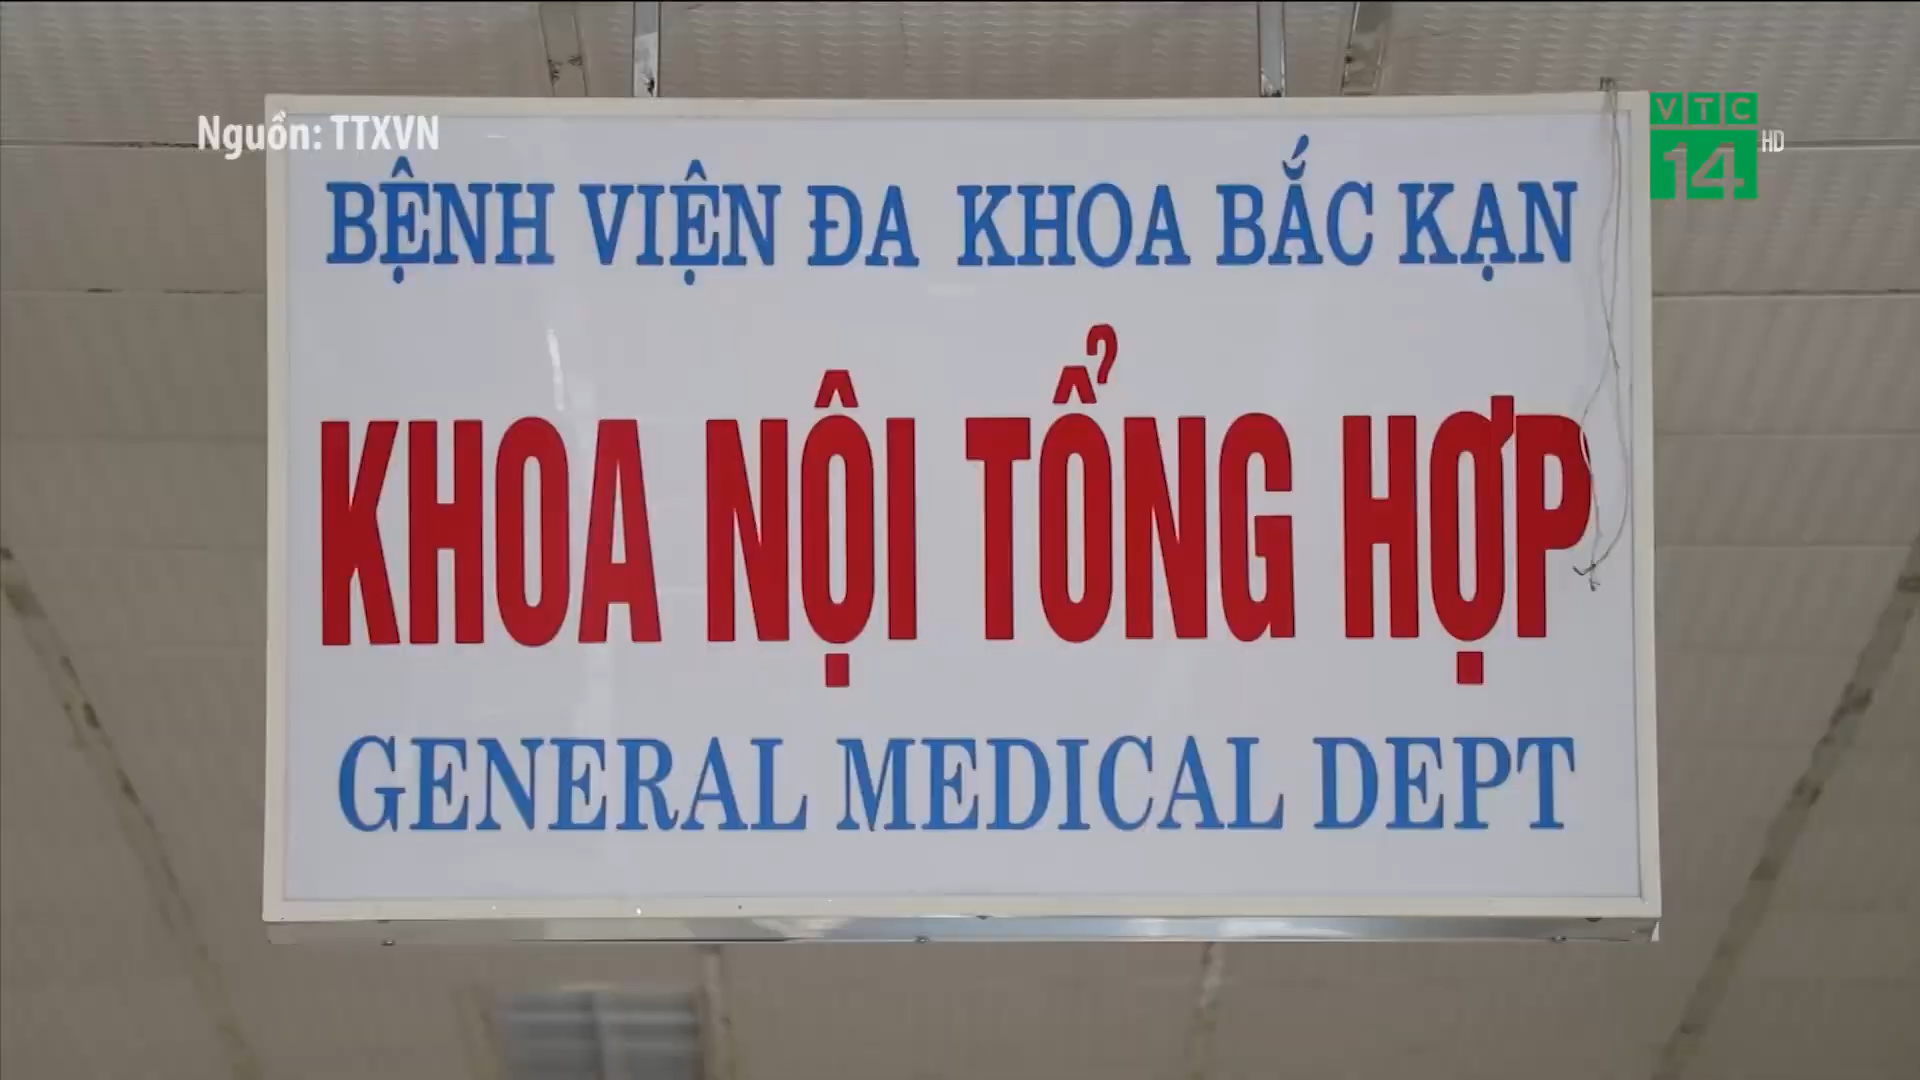 Nguồn: TTXVN
VTC
14 HD
BỆNH VIỆN ĐA KHOA BẮC KẠN
KHOA NỘI TỔNG HỢP
GENERAL MEDICAL DEPT